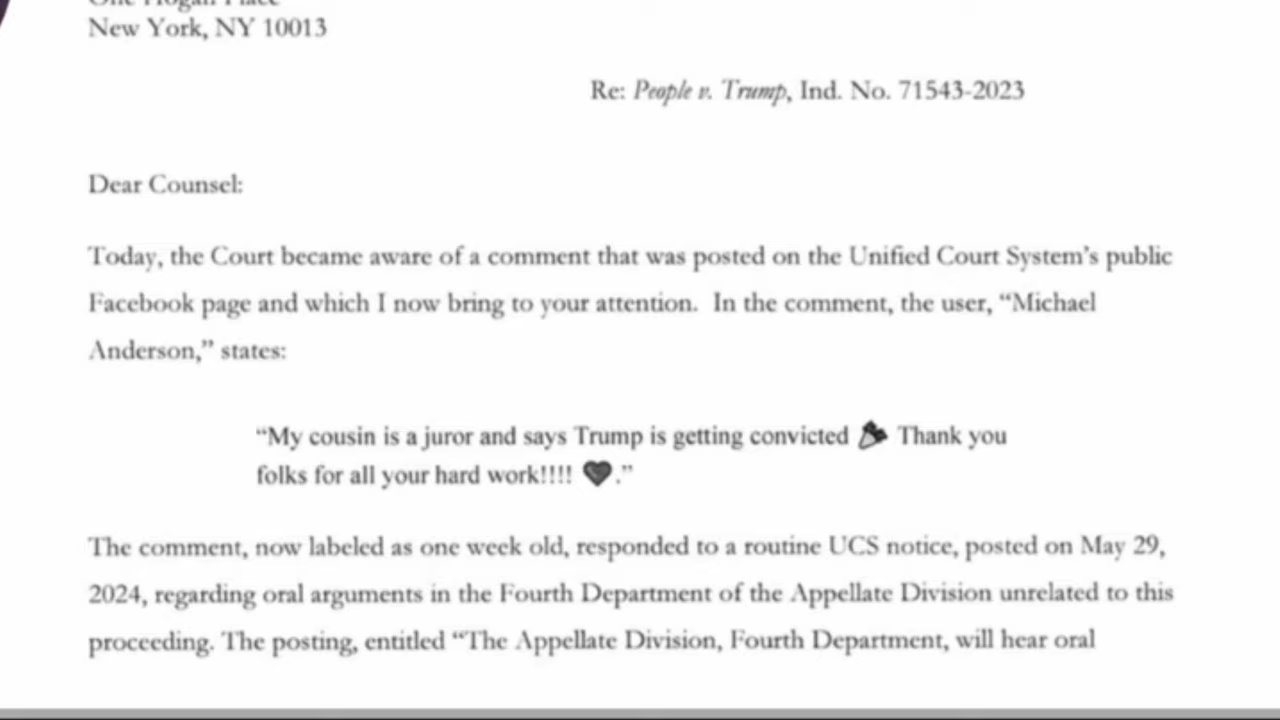 One Hogan Place
New York, NY 10013
Re: People v. Trump, Ind. No. 71543-2023
Dear Counsel:
Today, the Court became aware of a comment that was posted on the Unified Court System’s public
Facebook page and which I now bring to your attention. In the comment, the user, “Michael
Anderson,” states:
“My cousin is a juror and says Trump is getting convicted 🎉 Thank you
folks for all your hard work!!!! ❤.”
The comment, now labeled as one week old, responded to a routine UCS notice, posted on May 29,
2024, regarding oral arguments in the Fourth Department of the Appellate Division unrelated to this
proceeding. The posting, entitled “The Appellate Division, Fourth Department, will hear oral